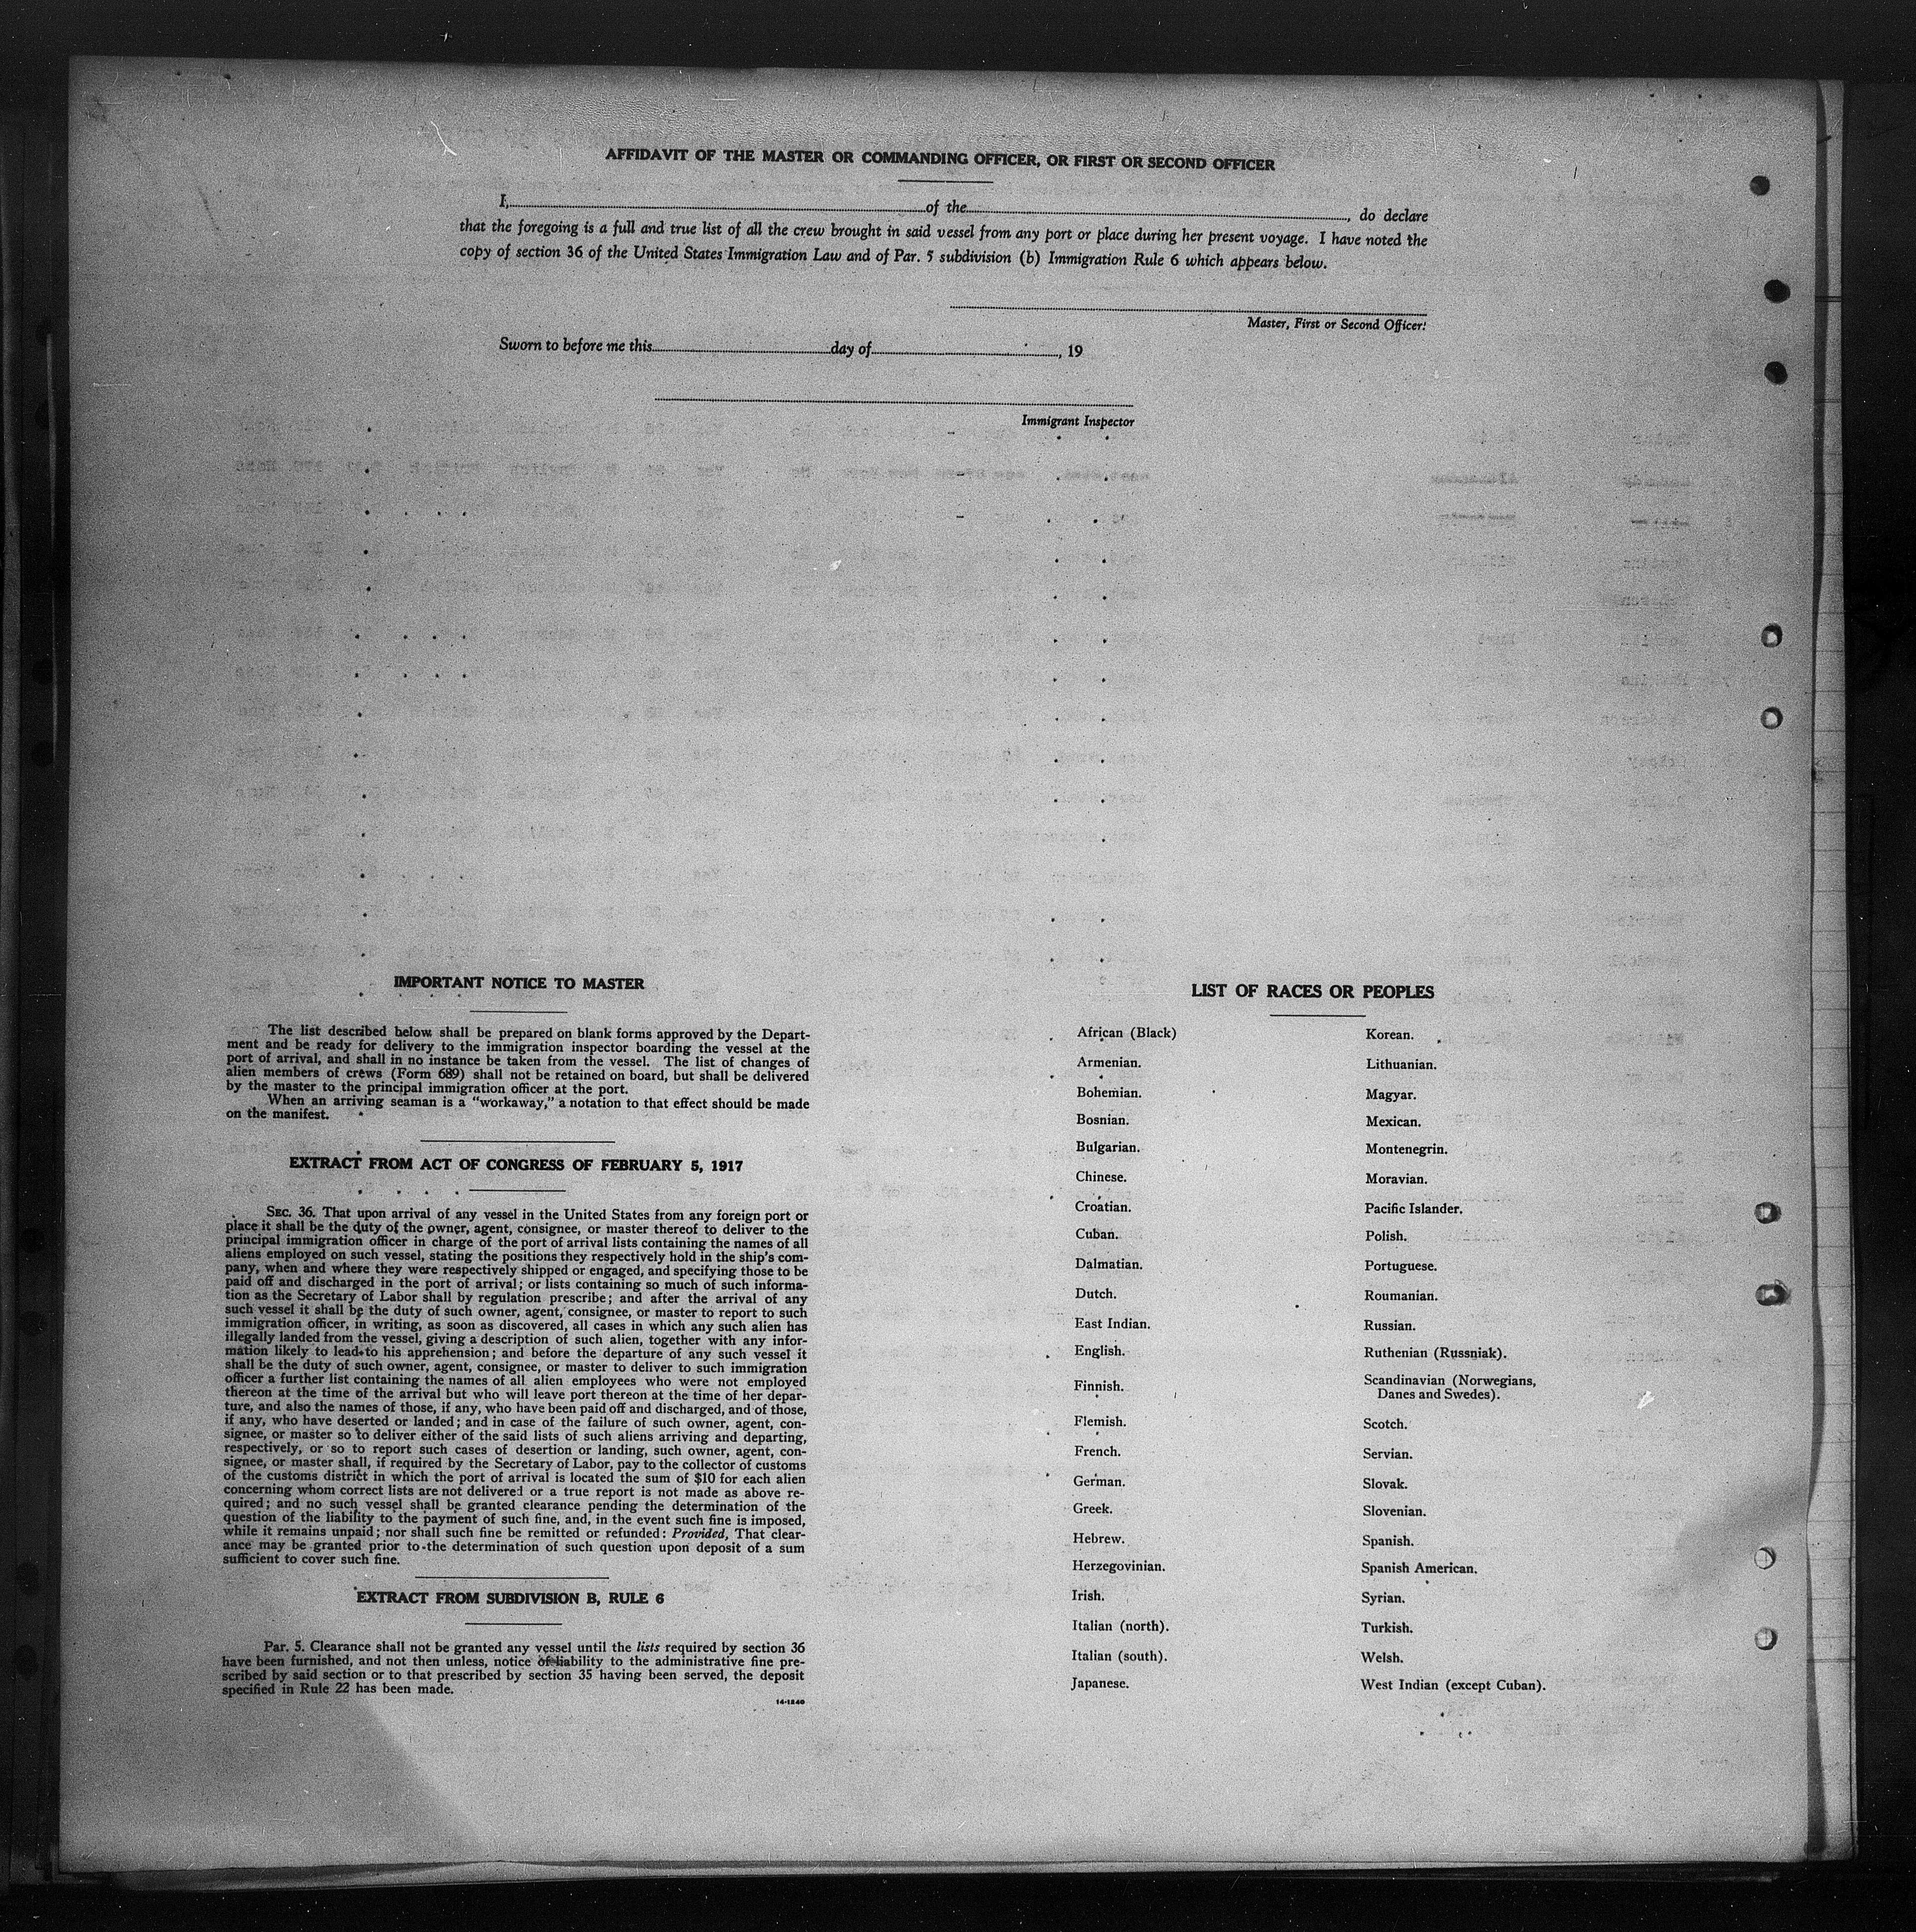 AFFIDAVIT OF THE MASTER OR COMMANDING OFFICER, OR FIRST OR SECOND OFFICER
I, of the , do declare
that the foregoing is a full and true list of all the crew brought in said vessel from any port or place during her present voyage. I have noted the
copy of section 36 of the United States Immigration Law and of Par. 5 subdivision (b) Immigration Rule 6 which appears below.
Master, First or Second Officer.
Sworn to before me this day of , 19
Immigrant Inspector
IMPORTANT NOTICE TO MASTER
The list described below shall be prepared on blank forms approved by the Depart-
ment and be ready for delivery to the immigration inspector boarding the vessel at the
port of arrival, and shall in no instance be taken from the vessel. The list of changes of
alien members of crews (Form 689) shall not be retained on board, but shall be delivered
by the master to the principal immigration officer at the port.
When an arriving seaman is a "workaway," a notation to that effect should be made
on the manifest.
EXTRACT FROM ACT OF CONGRESS OF FEBRUARY 5, 1917
SEC. 36. That upon arrival of any vessel in the United States from any foreign port or
place it shall be the duty of the owner, agent, consignee, or master thereof to deliver to the
principal immigration officer in charge of the port of arrival lists containing the names of all
aliens employed on such vessel, stating the positions they respectively hold in the ship's com-
pany, when and where they were respectively shipped or engaged, and specifying those to be
paid off and discharged in the port of arrival; or lists containing so much of such informa-
tion as the Secretary of Labor shall by regulation prescribe; and after the arrival of any
such vessel it shall be the duty of such owner, agent, consignee, or master to report to such
immigration officer, in writing, as soon as discovered, all cases in which any such alien has
illegally landed from the vessel, giving a description of such alien, together with any infor-
mation likely to lead to his apprehension; and before the departure of any such vessel it
shall be the duty of such owner, agent, consignee, or master to deliver to such immigration
officer a further list containing the names of all alien employees who were not employed
thereon at the time of the arrival but who will leave port thereon at the time of her depar-
ture, and also the names of those, if any, who have been paid off and discharged, and of those,
if any, who have deserted or landed; and in case of the failure of such owner, agent, con-
signee, or master so to deliver either of the said lists of such aliens arriving and departing,
respectively, or so to report such cases of desertion or landing, such owner, agent, con-
signee, or master shall, if required by the Secretary of Labor, pay to the collector of customs
of the customs district in which the port of arrival is located the sum of $10 for each alien
concerning whom correct lists are not delivered or a true report is not made as above re-
quired; and no such vessel shall be granted clearance pending the determination of the
question of the liability to the payment of such fine, and, in the event such fine is imposed,
while it remains unpaid; nor shall such fine be remitted or refunded: Provided, That clear-
ance may be granted prior to the determination of such question upon deposit of a sum
sufficient to cover such fine.
EXTRACT FROM SUBDIVISION B, RULE 6
Par. 5. Clearance shall not be granted any vessel until the lists required by section 36
have been furnished, and not then unless, notice of liability to the administrative fine pre-
scribed by said section or to that prescribed by section 35 having been served, the deposit
specified in Rule 22 has been made.
14-1240
LIST OF RACES OR PEOPLES
African (Black)
Armenian.
Bohemian.
Bosnian.
Bulgarian.
Chinese.
Croatian.
Cuban.
Dalmatian.
Dutch.
East Indian.
English.
Finnish.
Flemish.
French.
German.
Greek.
Hebrew.
Herzegovinian.
Irish.
Italian (north).
Italian (south).
Japanese.
Korean.
Lithuanian.
Magyar.
Mexican.
Montenegrin.
Moravian.
Pacific Islander.
Polish.
Portuguese.
Roumanian.
Russian.
Ruthenian (Russniak).
Scandinavian (Norwegians,
Danes and Swedes).
Scotch.
Servian.
Slovak.
Slovenian.
Spanish.
Spanish American.
Syrian.
Turkish.
Welsh.
West Indian (except Cuban).